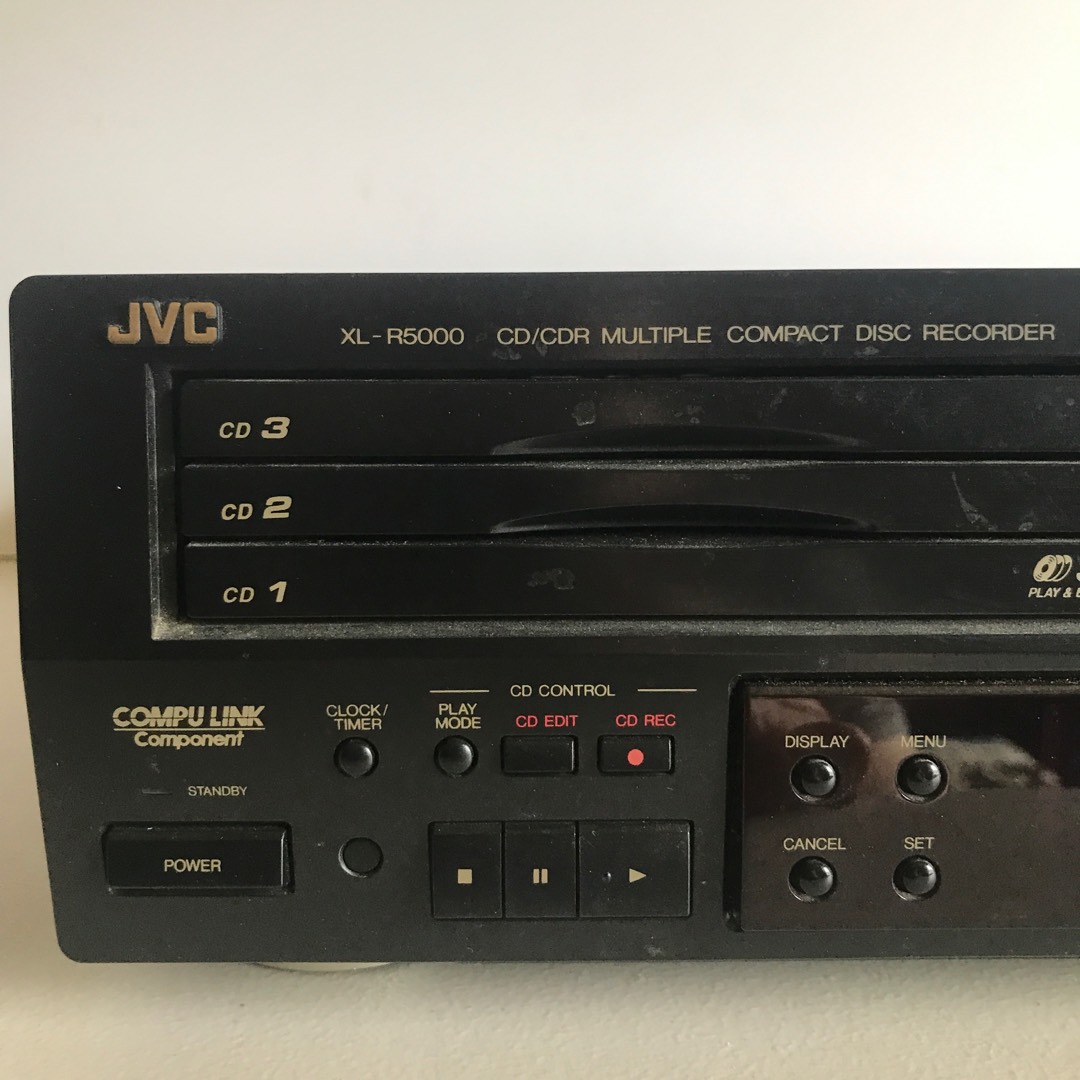 JVC
XL-R5000 CD/CDR MULTIPLE COMPACT DISC RECORDER
CD 3
CD 2
CD 1
PLAY &
COMPU LINK
Component
CLOCK/
TIMER
CD CONTROL
PLAY
MODE
CD EDIT
CD REC
STANDBY
POWER
DISPLAY
MENU
CANCEL
SET